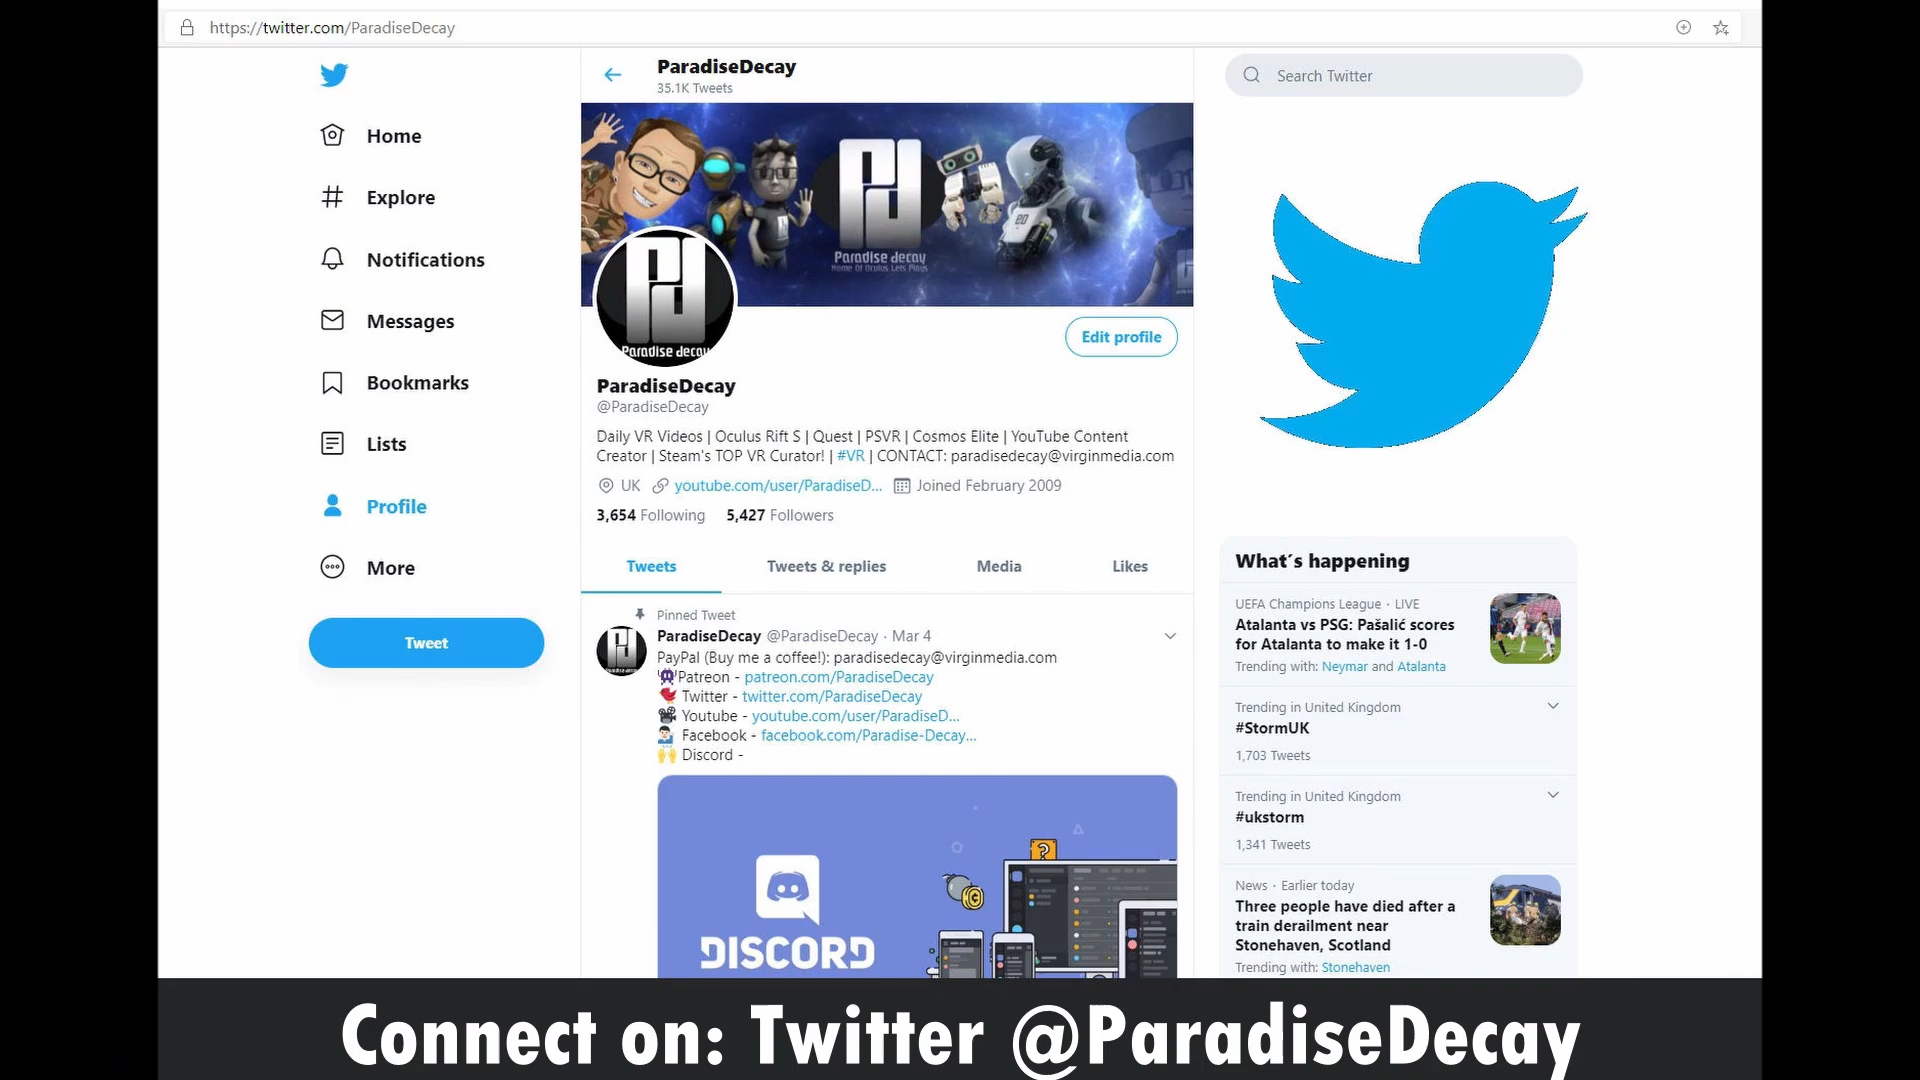 https://twitter.com/ParadiseDecay
Home
Explore
Notifications
Messages
Bookmarks
Lists
Profile
More
Tweet
ParadiseDecay
35.1K Tweets
Paradise decay
Home Of Oculus Lets Plays
Paradise decay
Edit profile
ParadiseDecay
@ParadiseDecay
Daily VR Videos | Oculus Rift S | Quest | PSVR | Cosmos Elite | YouTube Content
Creator | Steam's TOP VR Curator! | #VR | CONTACT: paradisedecay@virginmedia.com
UK youtube.com/user/ParadiseD... Joined February 2009
3,654 Following 5,427 Followers
Tweets Tweets & replies Media Likes
Pinned Tweet
ParadiseDecay @ParadiseDecay · Mar 4
PayPal (Buy me a coffee!): paradisedecay@virginmedia.com
👾Patreon - patreon.com/ParadiseDecay
🐦 Twitter - twitter.com/ParadiseDecay
🎥 Youtube - youtube.com/user/ParadiseD...
💁🏻‍♂️ Facebook - facebook.com/Paradise-Decay...
🙌 Discord -
DISCORD
Search Twitter
What's happening
UEFA Champions League · LIVE
Atalanta vs PSG: Pašalić scores
for Atalanta to make it 1-0
Trending with: Neymar and Atalanta
Trending in United Kingdom
#StormUK
1,703 Tweets
Trending in United Kingdom
#ukstorm
1,341 Tweets
News · Earlier today
Three people have died after a
train derailment near
Stonehaven, Scotland
Trending with: Stonehaven
Connect on: Twitter @ParadiseDecay